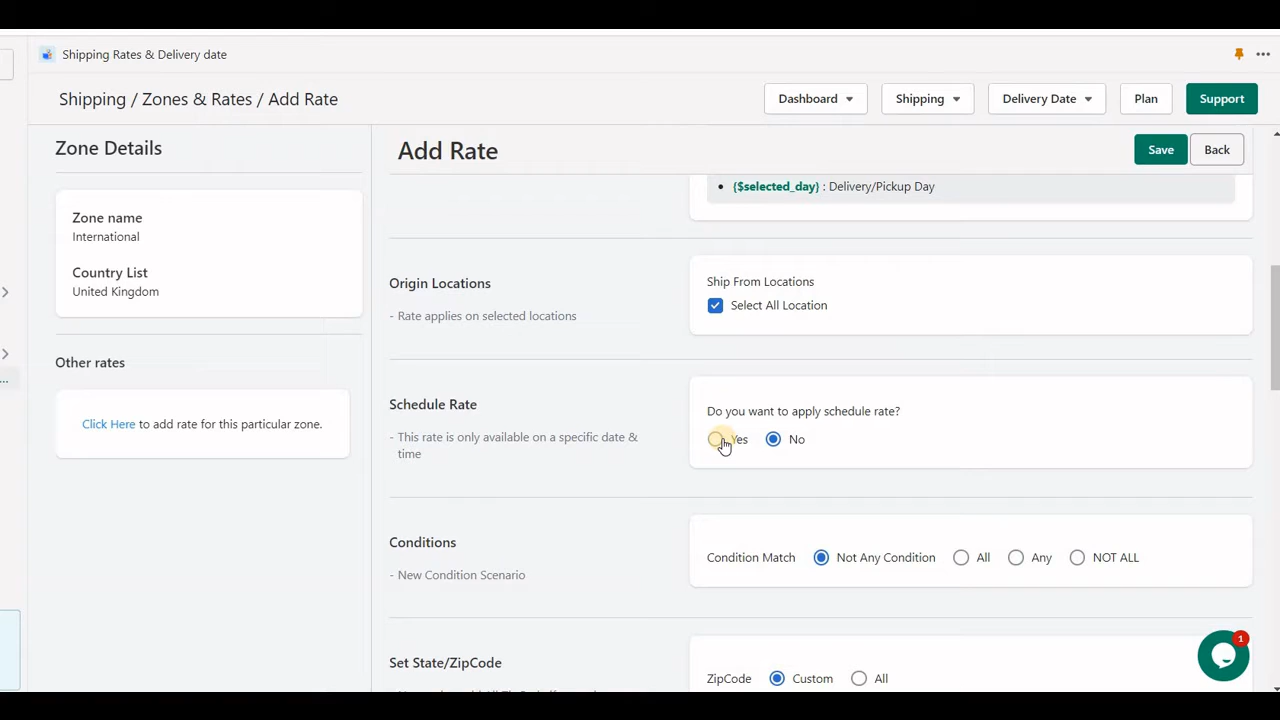 Shipping Rates & Delivery date
Shipping / Zones & Rates / Add Rate
Dashboard
Shipping
Delivery Date
Plan
Support
Zone Details
Zone name
International
Country List
United Kingdom
Other rates
Click Here to add rate for this particular zone.
Add Rate
Save
Back
• {$selected_day} : Delivery/Pickup Day
Origin Locations
- Rate applies on selected locations
Ship From Locations
Select All Location
Schedule Rate
- This rate is only available on a specific date &
time
Do you want to apply schedule rate?
Yes
No
Conditions
- New Condition Scenario
Condition Match
Not Any Condition
All
Any
NOT ALL
Set State/ZipCode
ZipCode
Custom
All
1